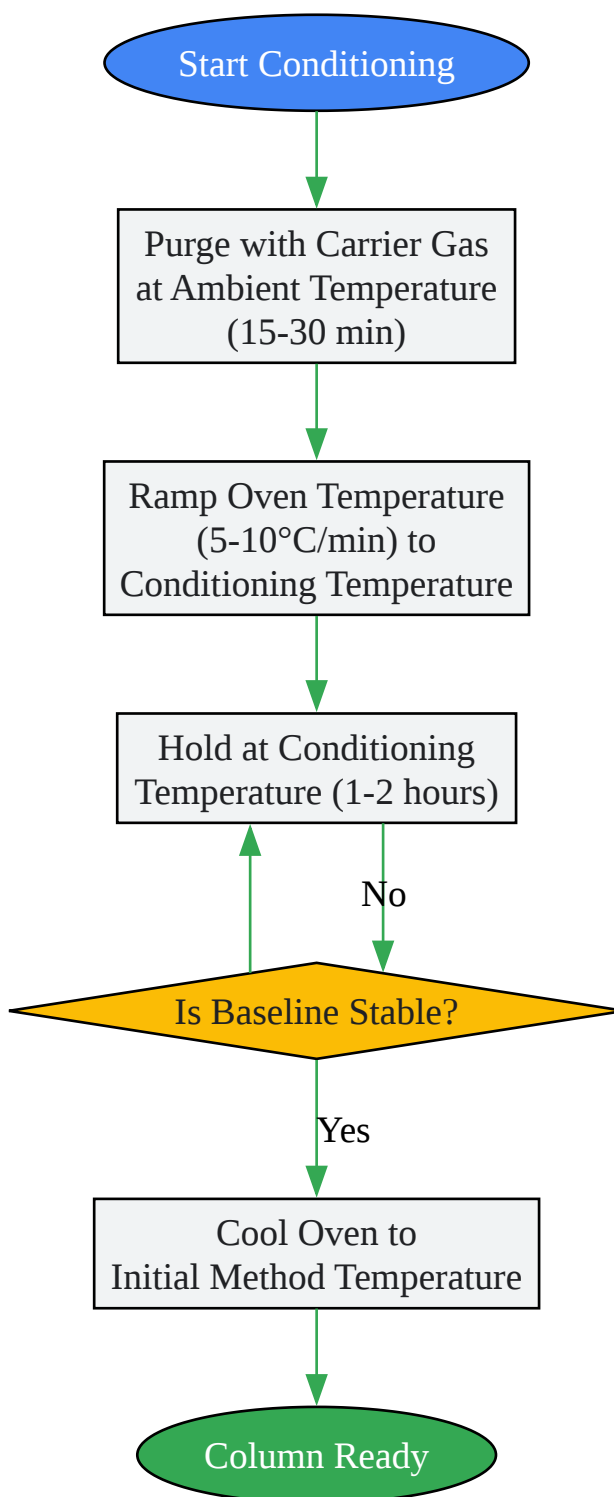 Start Conditioning
Purge with Carrier Gas
at Ambient Temperature
(15-30 min)
Ramp Oven Temperature
(5-10°C/min) to
Conditioning Temperature
Hold at Conditioning
Temperature (1-2 hours)
No
Is Baseline Stable?
Yes
Cool Oven to
Initial Method Temperature
Column Ready